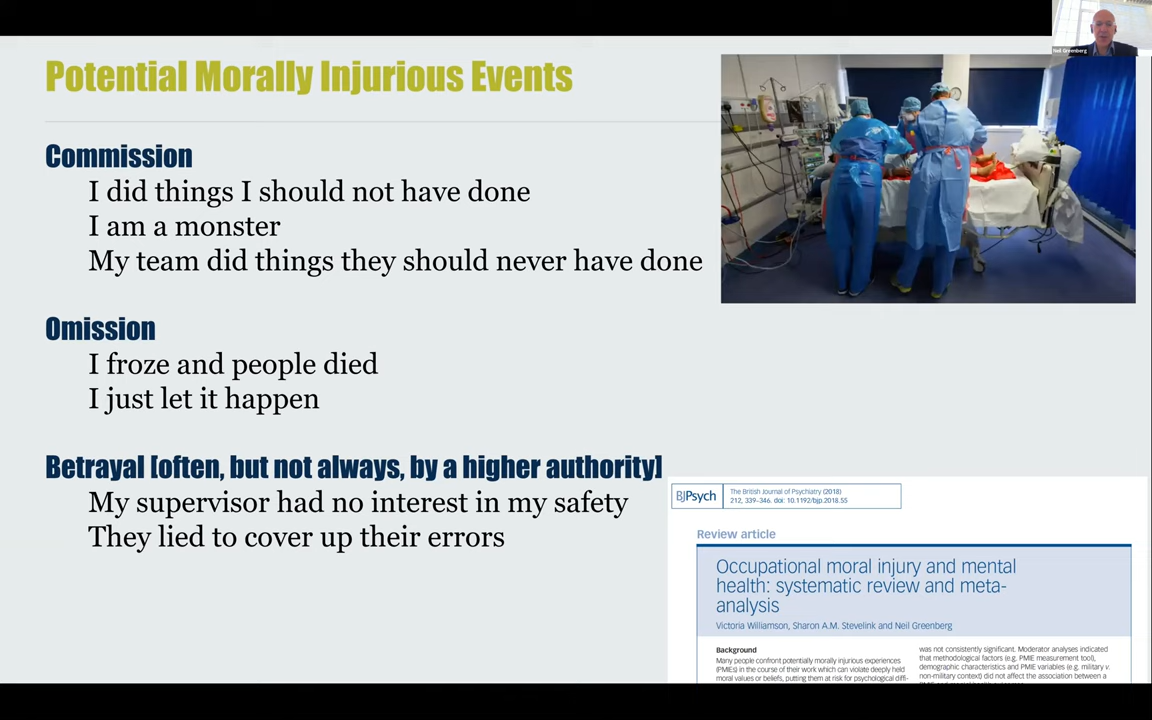 Neil Greenberg
Potential Morally Injurious Events
Commission
I did things I should not have done
I am a monster
My team did things they should never have done
Omission
I froze and people died
I just let it happen
Betrayal [often, but not always, by a higher authority]
My supervisor had no interest in my safety
They lied to cover up their errors
BJPsych
The British Journal of Psychiatry (2018)
212, 339–346. doi: 10.1192/bjp.2018.55
Review article
Occupational moral injury and mental
health: systematic review and meta-
analysis
Victoria Williamson, Sharon A.M. Stevelink and Neil Greenberg
Background
Many people confront potentially morally injurious experiences
(PMIEs) in the course of their work which can violate deeply held
moral values or beliefs, putting them at risk for psychological diffi-
was not consistently significant. Moderator analyses indicated
that methodological factors (e.g. PMIE measurement tool),
demographic characteristics and PMIE variables (e.g. military v.
non-military context) did not affect the association between a